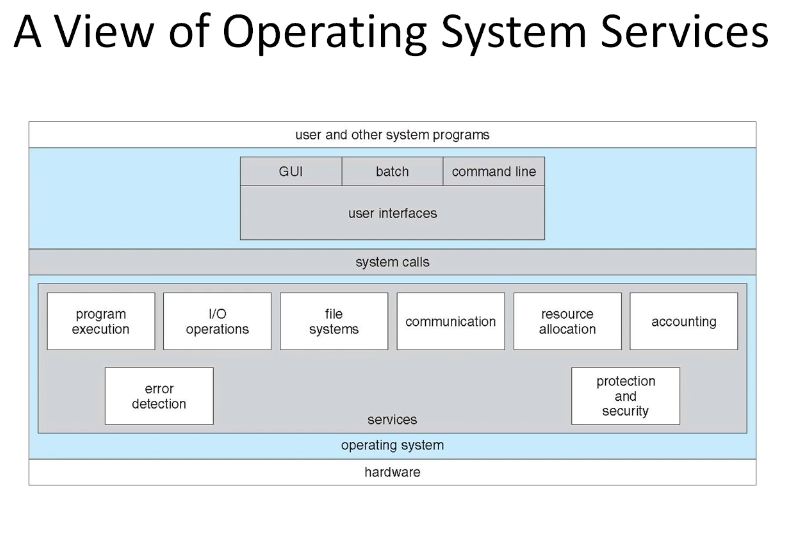 A View of Operating System Services
user and other system programs
GUI
batch
command line
user interfaces
system calls
program
execution
I/O
operations
file
systems
communication
resource
allocation
accounting
error
detection
protection
and
security
services
operating system
hardware